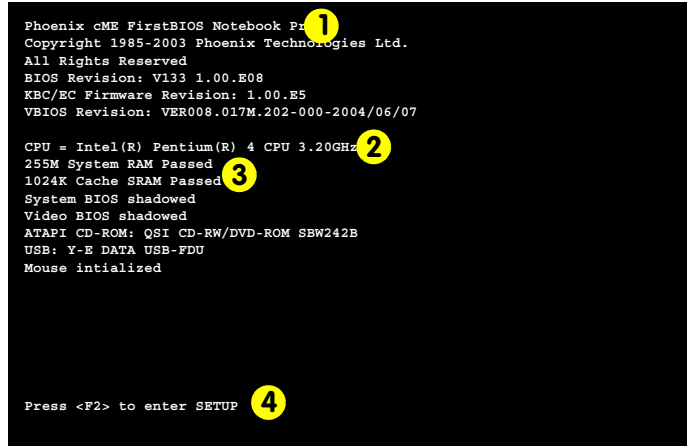 Phoenix cME FirstBIOS Notebook Pr
1
Copyright 1985-2003 Phoenix Technologies Ltd.
All Rights Reserved
BIOS Revision: V133 1.00.E08
KBC/EC Firmware Revision: 1.00.E5
VBIOS Revision: VER008.017M.202-000-2004/06/07
CPU = Intel(R) Pentium(R) 4 CPU 3.20GHz
2
255M System RAM Passed
3
1024K Cache SRAM Passed
System BIOS shadowed
Video BIOS shadowed
ATAPI CD-ROM: QSI CD-RW/DVD-ROM SBW242B
USB: Y-E DATA USB-FDU
Mouse intialized
Press <F2> to enter SETUP
4